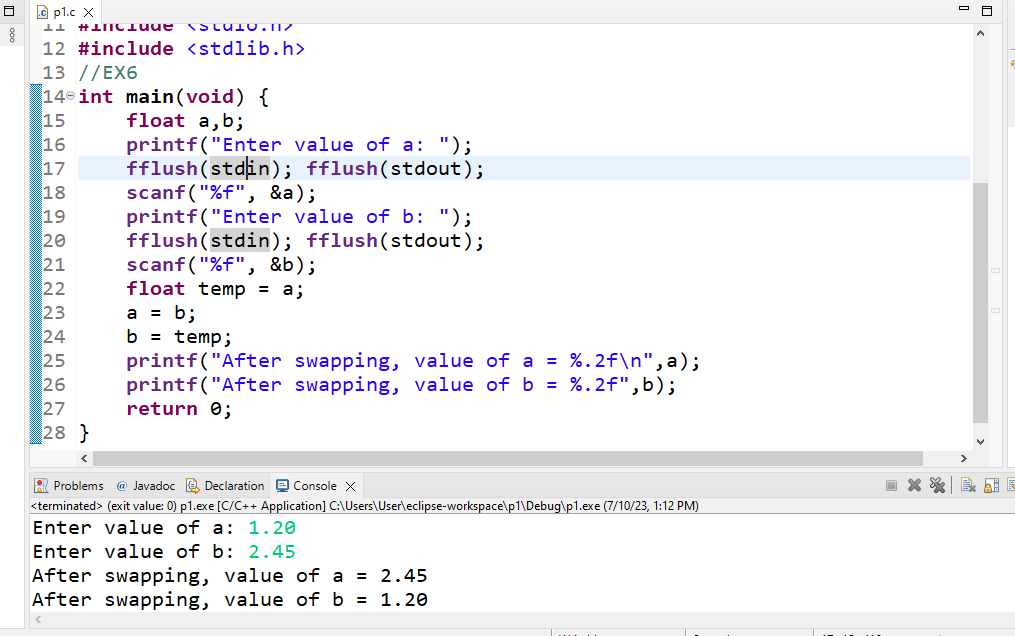 p1.c
11 #include <stdio.h>
12 #include <stdlib.h>
13 //EX6
14 int main(void) {
15 float a,b;
16 printf("Enter value of a: ");
17 fflush(stdin); fflush(stdout);
18 scanf("%f", &a);
19 printf("Enter value of b: ");
20 fflush(stdin); fflush(stdout);
21 scanf("%f", &b);
22 float temp = a;
23 a = b;
24 b = temp;
25 printf("After swapping, value of a = %.2f\n",a);
26 printf("After swapping, value of b = %.2f",b);
27 return 0;
28 }
Problems @ Javadoc Declaration Console
<terminated> (exit value: 0) p1.exe [C/C++ Application] C:\Users\User\eclipse-workspace\p1\Debug\p1.exe (7/10/23, 1:12 PM)
Enter value of a: 1.20
Enter value of b: 2.45
After swapping, value of a = 2.45
After swapping, value of b = 1.20